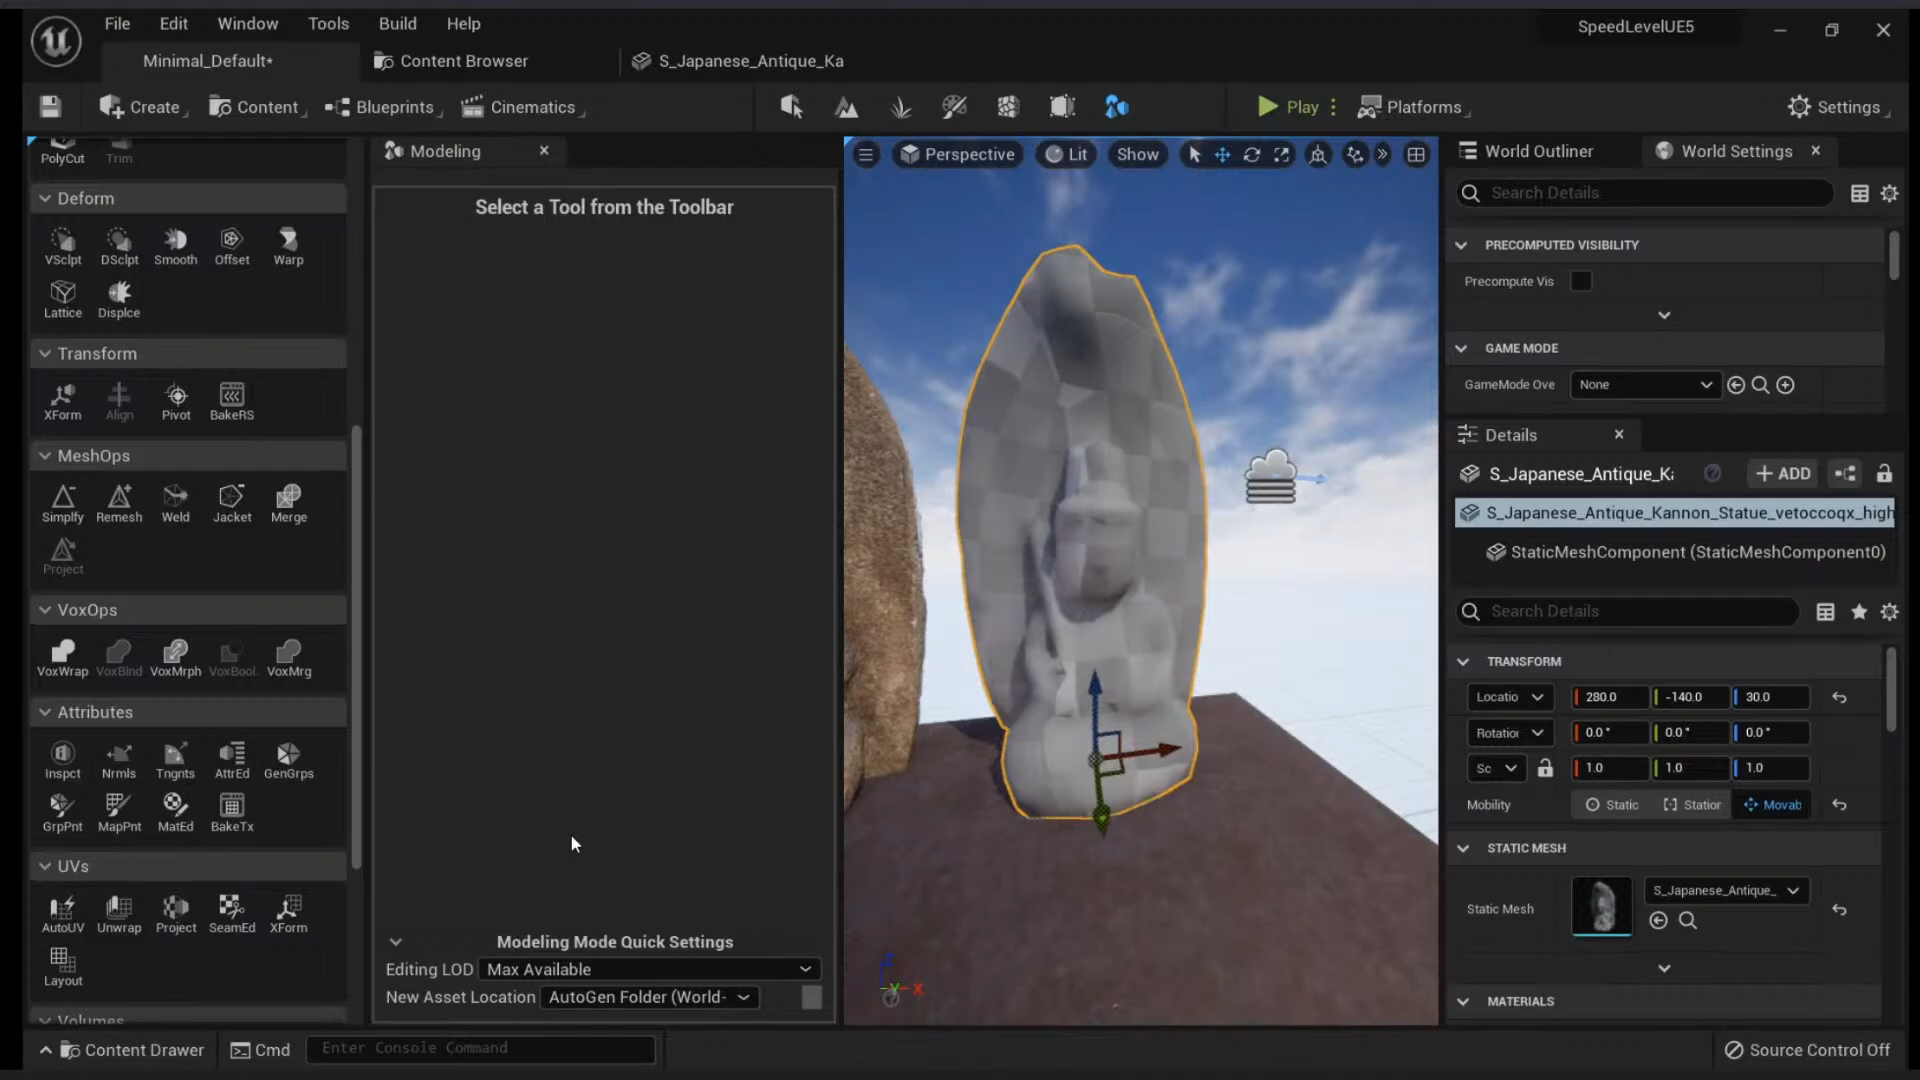 File Edit Window Tools Build Help
SpeedLevelUE5
Minimal_Default*
Content Browser
S_Japanese_Antique_Ka
Create
Content
Blueprints
Cinematics
Play
Platforms
Settings
PolyCut Trim
Deform
VSclpt DSclpt Smooth Offset Warp
Lattice Displce
Transform
XForm Align Pivot BakeRS
MeshOps
Simplfy Remesh Weld Jacket Merge
Project
VoxOps
VoxWrap VoxBlnd VoxMrph VoxBool VoxMrg
Attributes
Inspct Nrmls Tngnts AttrEd GenGrps
GrpPnt MapPnt MatEd BakeTx
UVs
AutoUV Unwrap Project SeamEd XForm
Layout
Volumes
Modeling
Select a Tool from the Toolbar
Modeling Mode Quick Settings
Editing LOD Max Available
New Asset Location AutoGen Folder (World-
Perspective
Lit
Show
World Outliner
World Settings
Search Details
PRECOMPUTED VISIBILITY
Precompute Vis
GAME MODE
GameMode Ove None
Details
S_Japanese_Antique_Ka
ADD
S_Japanese_Antique_Kannon_Statue_vetoccoqx_high
StaticMeshComponent (StaticMeshComponent0)
Search Details
TRANSFORM
Locatio 280.0 -140.0 30.0
Rotatior 0.0 ° 0.0 ° 0.0 °
Sc 1.0 1.0 1.0
Mobility Static Station Movab
STATIC MESH
Static Mesh
S_Japanese_Antique_
MATERIALS
Z
Y X
Content Drawer
Cmd
Enter Console Command
Source Control Off